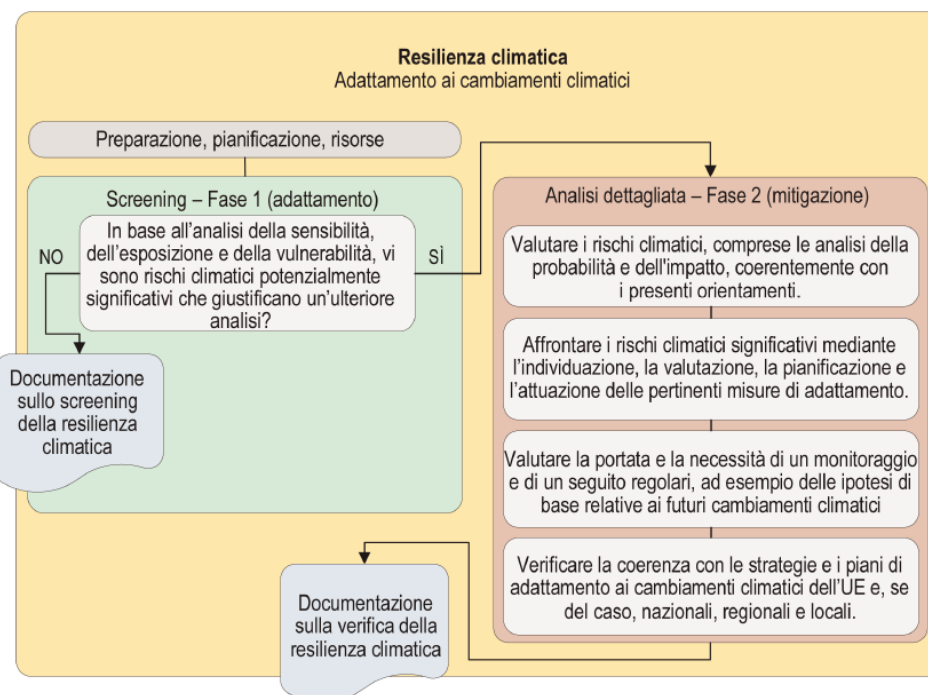 Resilienza climatica
Adattamento ai cambiamenti climatici
Preparazione, pianificazione, risorse
Screening – Fase 1 (adattamento)
In base all'analisi della sensibilità,
dell'esposizione e della vulnerabilità, vi
sono rischi climatici potenzialmente
significativi che giustificano un'ulteriore
analisi?
NO
SÌ
Documentazione
sullo screening
della resilienza
climatica
Analisi dettagliata – Fase 2 (mitigazione)
Valutare i rischi climatici, comprese le analisi della
probabilità e dell'impatto, coerentemente con
i presenti orientamenti.
Affrontare i rischi climatici significativi mediante
l'individuazione, la valutazione, la pianificazione e
l'attuazione delle pertinenti misure di adattamento.
Valutare la portata e la necessità di un monitoraggio
e di un seguito regolari, ad esempio delle ipotesi di
base relative ai futuri cambiamenti climatici
Verificare la coerenza con le strategie e i piani di
adattamento ai cambiamenti climatici dell'UE e, se
del caso, nazionali, regionali e locali.
Documentazione
sulla verifica della
resilienza climatica